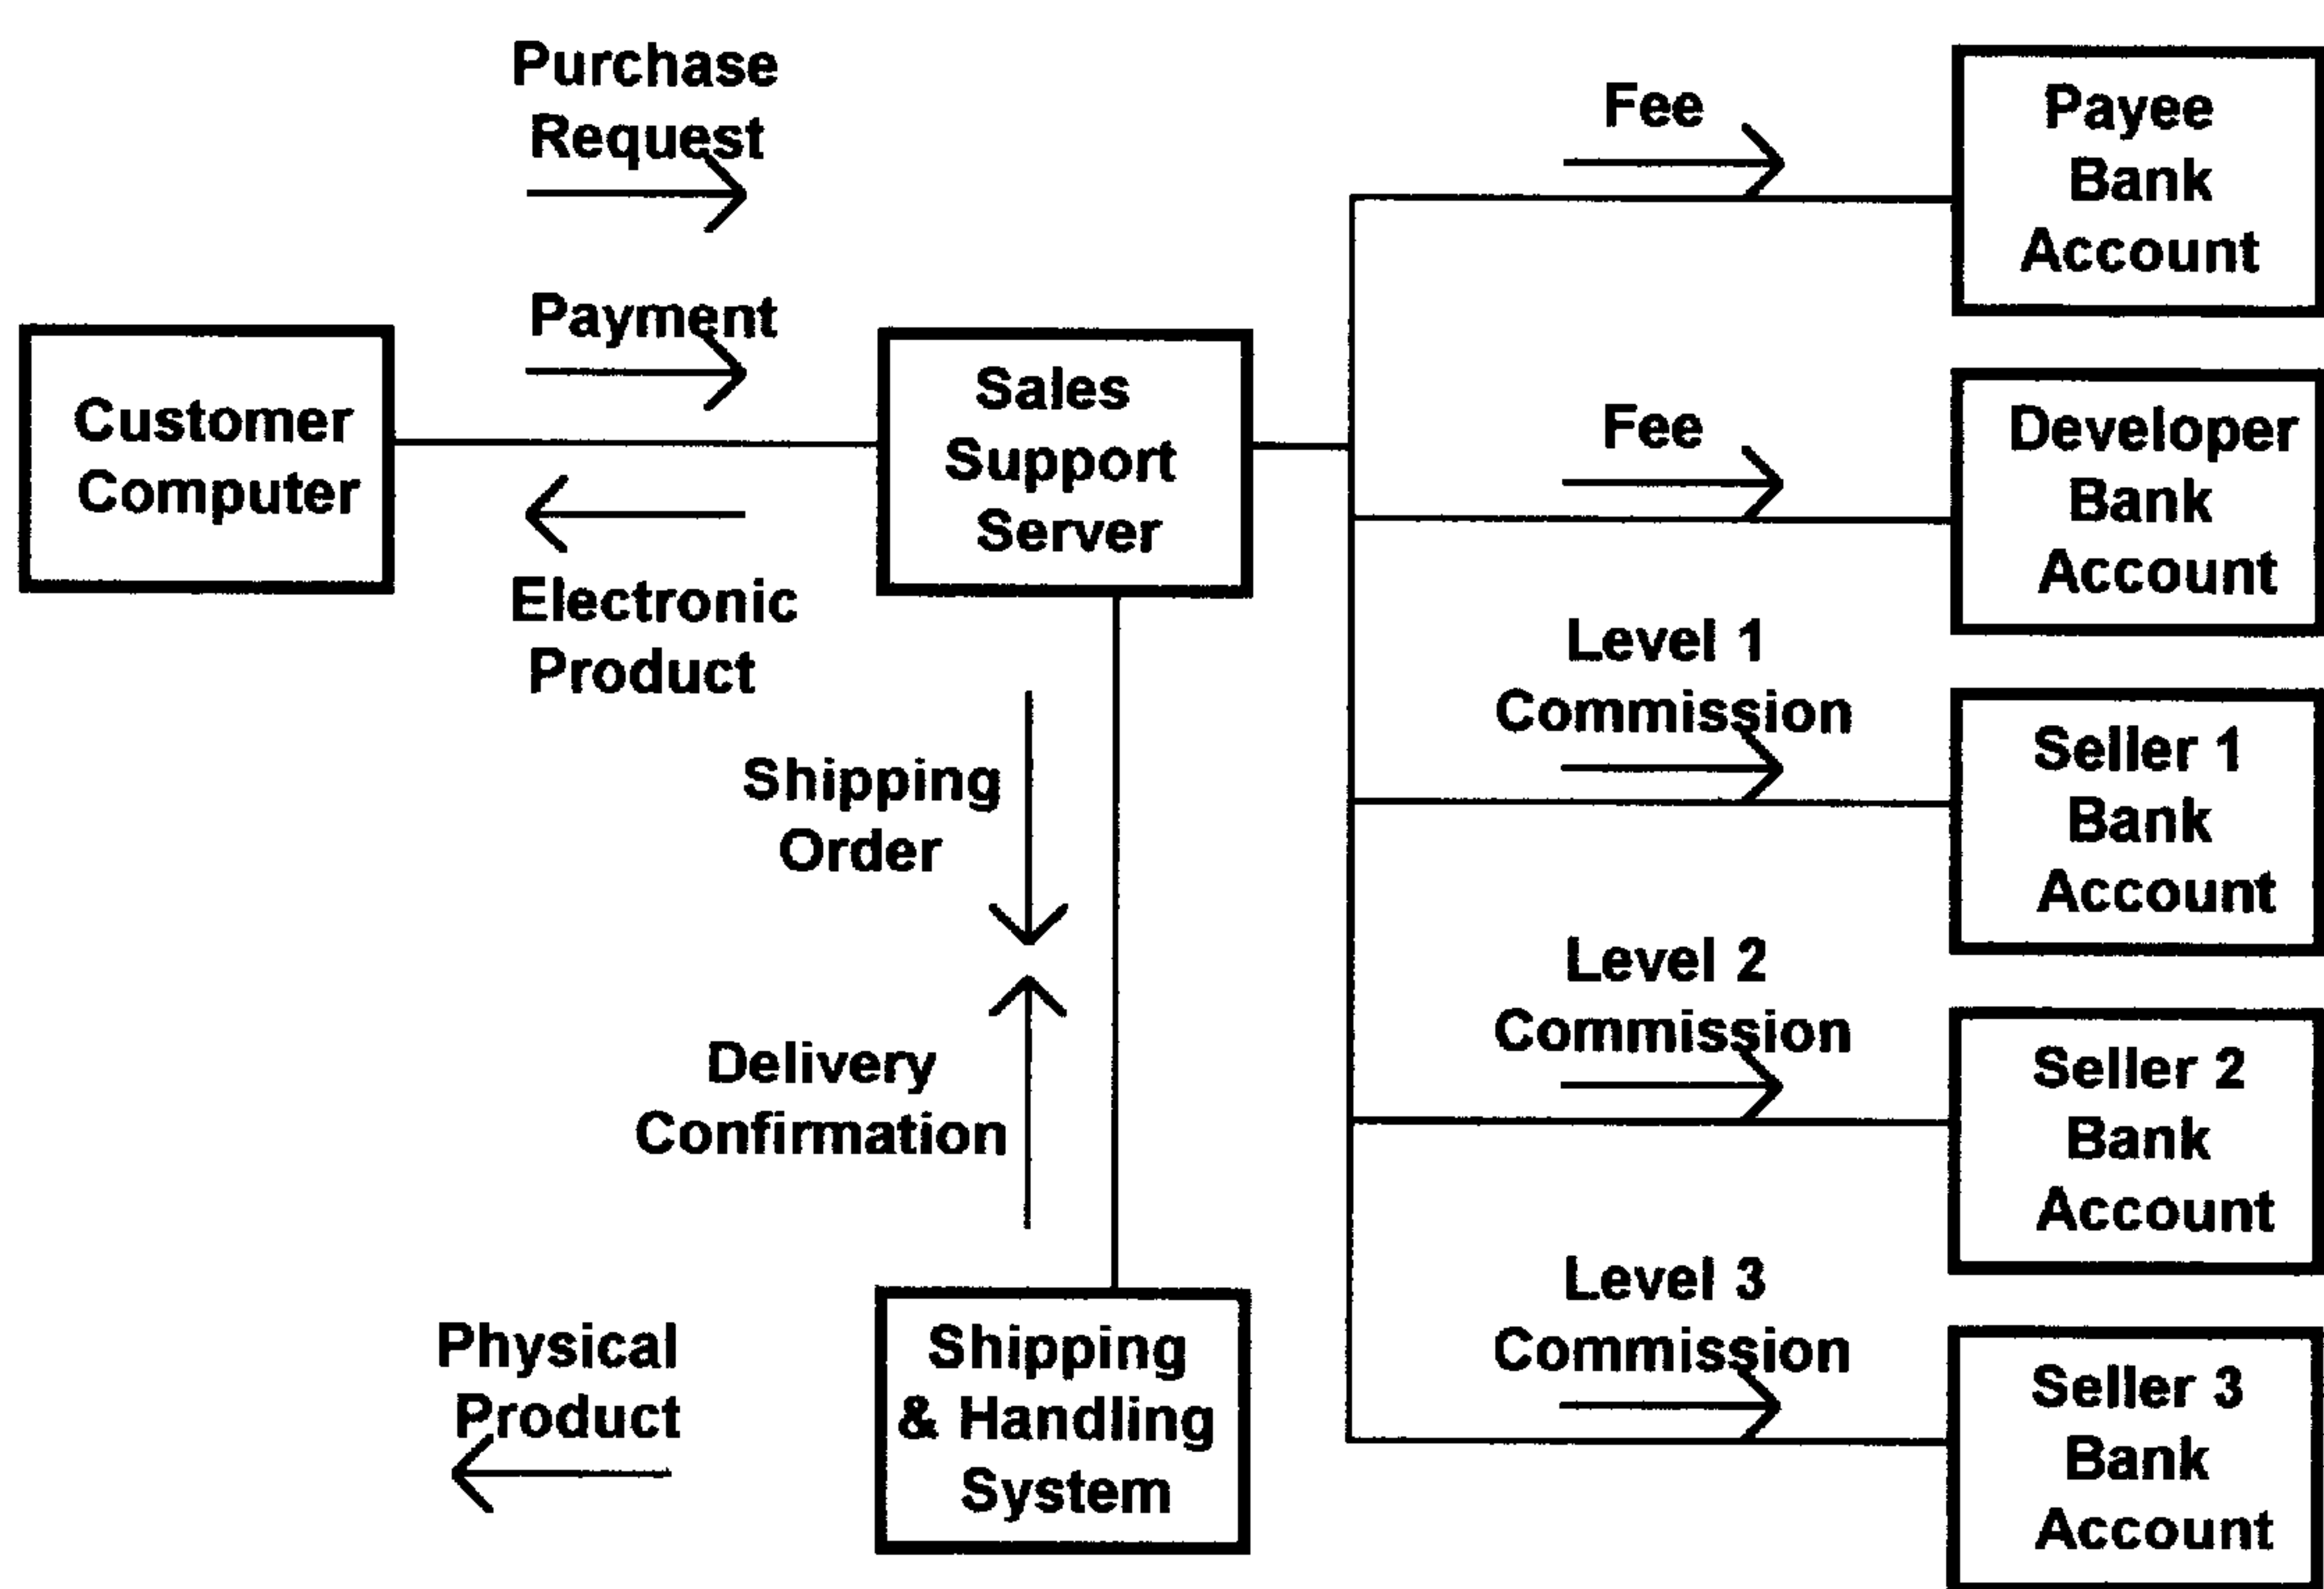 Purchase
Request
Payment
Customer
Computer
Electronic
Product
Sales
Support
Server
Shipping
Order
Delivery
Confirmation
Physical
Product
Shipping
& Handling
System
Fee
Payee
Bank
Account
Fee
Developer
Bank
Account
Level 1
Commission
Seller 1
Bank
Account
Level 2
Commission
Seller 2
Bank
Account
Level 3
Commission
Seller 3
Bank
Account